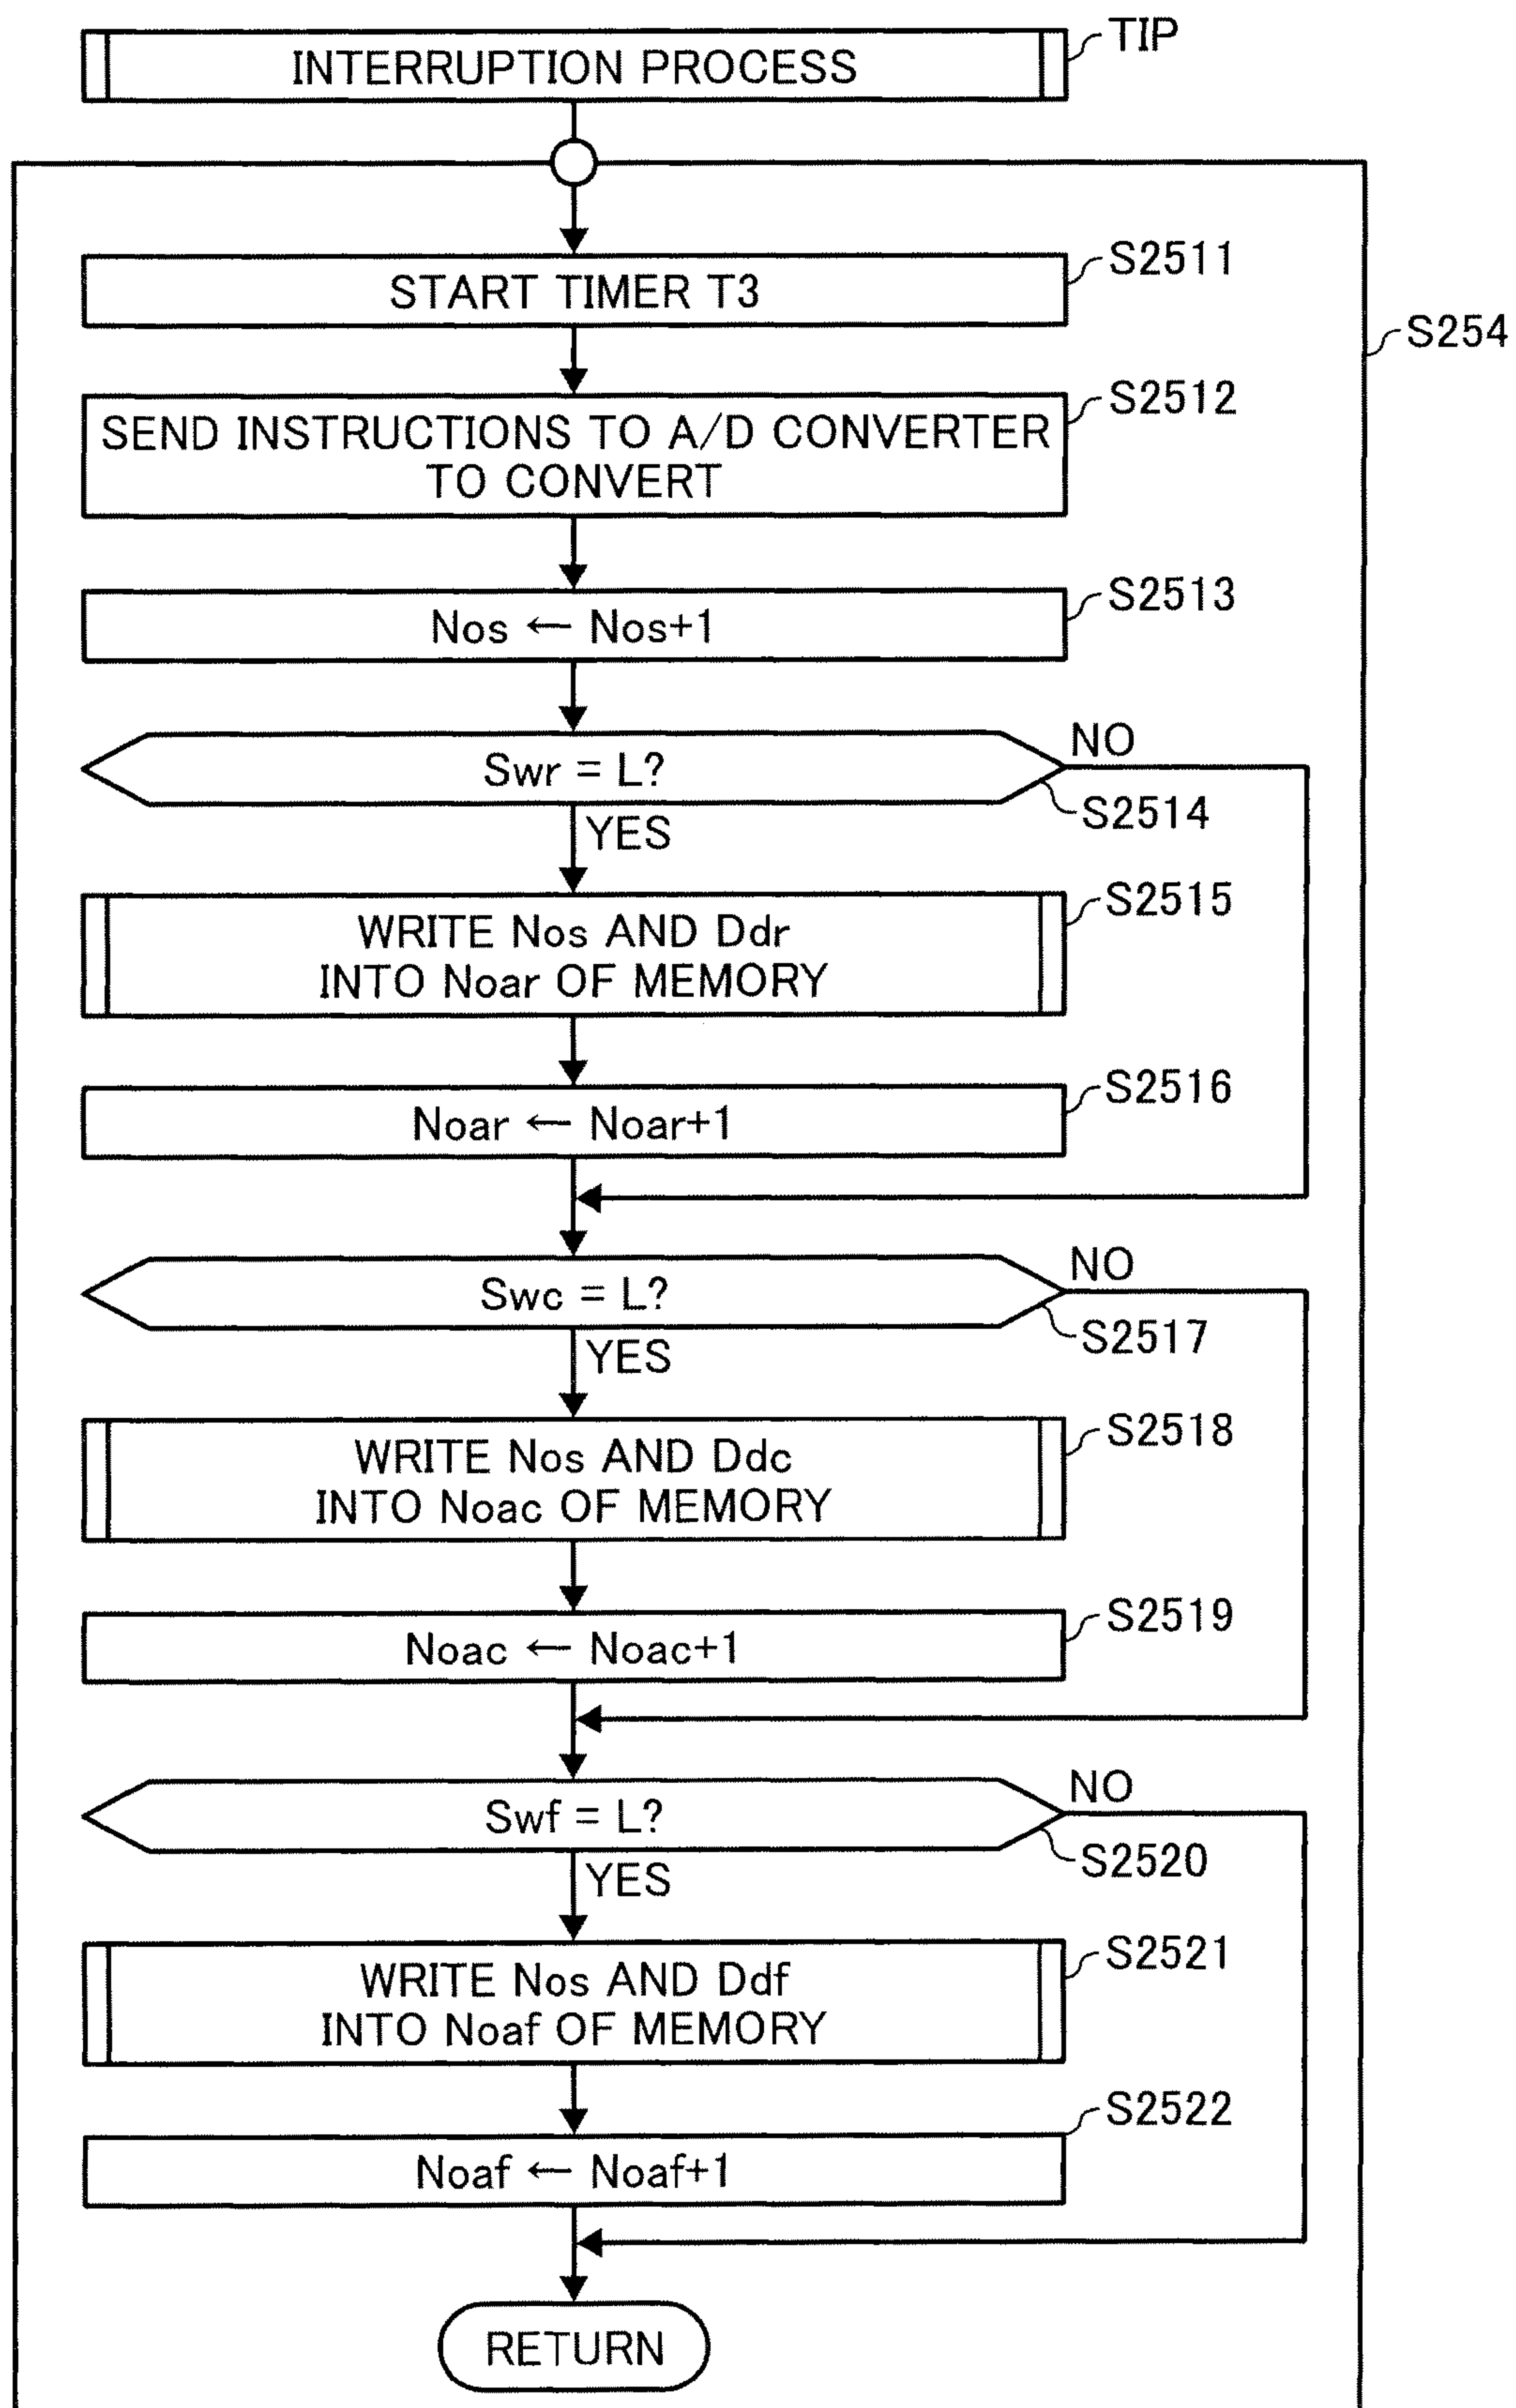 TIP
INTERRUPTION PROCESS
S2511
START TIMER T3
S254
S2512
SEND INSTRUCTIONS TO A/D CONVERTER
TO CONVERT
S2513
Nos ← Nos+1
NO
Swr = L?
S2514
YES
S2515
WRITE Nos AND Ddr
INTO Noar OF MEMORY
S2516
Noar ← Noar+1
NO
Swc = L?
S2517
YES
S2518
WRITE Nos AND Ddc
INTO Noac OF MEMORY
S2519
Noac ← Noac+1
NO
Swf = L?
S2520
YES
S2521
WRITE Nos AND Ddf
INTO Noaf OF MEMORY
S2522
Noaf ← Noaf+1
RETURN